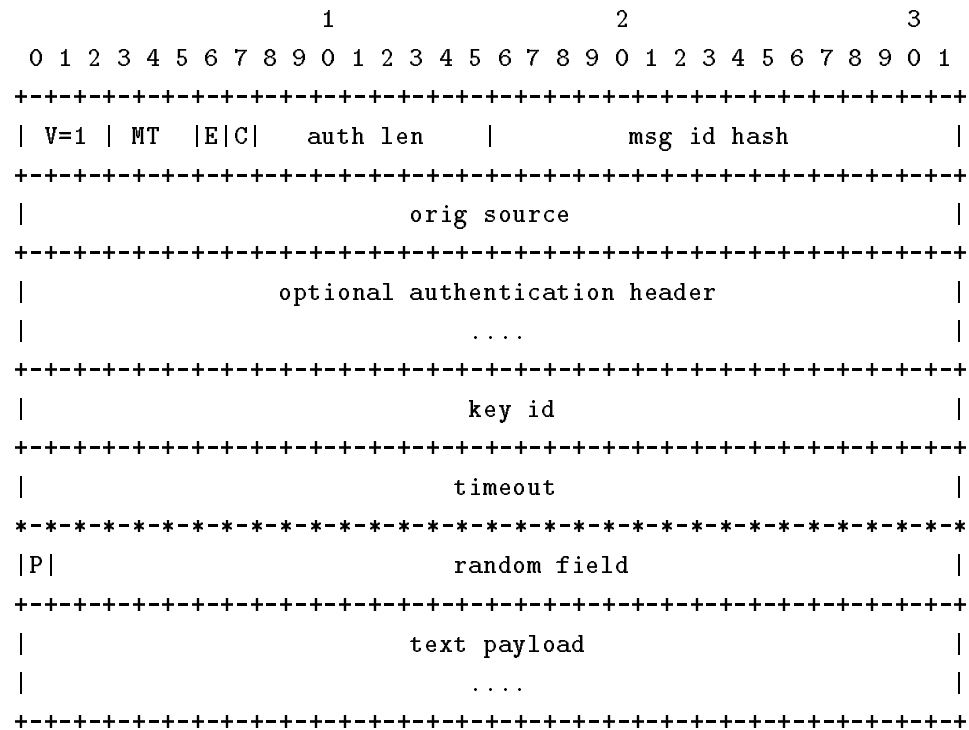 1                   2                   3
 0 1 2 3 4 5 6 7 8 9 0 1 2 3 4 5 6 7 8 9 0 1 2 3 4 5 6 7 8 9 0 1
+-+-+-+-+-+-+-+-+-+-+-+-+-+-+-+-+-+-+-+-+-+-+-+-+-+-+-+-+-+-+-+-+
| V=1 | MT  |E|C|   auth len    |         msg id hash           |
+-+-+-+-+-+-+-+-+-+-+-+-+-+-+-+-+-+-+-+-+-+-+-+-+-+-+-+-+-+-+-+-+
|                          orig source                          |
+-+-+-+-+-+-+-+-+-+-+-+-+-+-+-+-+-+-+-+-+-+-+-+-+-+-+-+-+-+-+-+-+
|                 optional authentication header                |
|                              ....                             |
+-+-+-+-+-+-+-+-+-+-+-+-+-+-+-+-+-+-+-+-+-+-+-+-+-+-+-+-+-+-+-+-+
|                              key id                           |
+-+-+-+-+-+-+-+-+-+-+-+-+-+-+-+-+-+-+-+-+-+-+-+-+-+-+-+-+-+-+-+-+
|                             timeout                           |
*-*-*-*-*-*-*-*-*-*-*-*-*-*-*-*-*-*-*-*-*-*-*-*-*-*-*-*-*-*-*-*-*
|P|                           random field                      |
+-+-+-+-+-+-+-+-+-+-+-+-+-+-+-+-+-+-+-+-+-+-+-+-+-+-+-+-+-+-+-+-+
|                          text payload                         |
|                              ....                             |
+-+-+-+-+-+-+-+-+-+-+-+-+-+-+-+-+-+-+-+-+-+-+-+-+-+-+-+-+-+-+-+-+